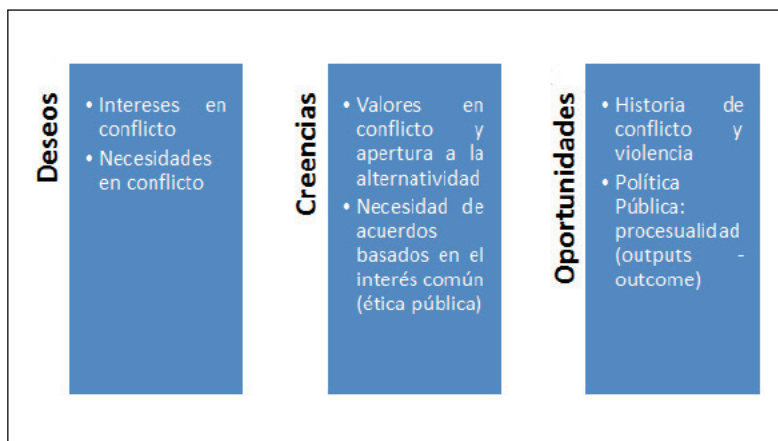 Deseos
• Intereses en
conflicto
• Necesidades
en conflicto
Creencias
• Valores en
conflicto y
apertura a la
alternatividad
• Necesidad de
acuerdos
basados en el
interés común
(ética pública)
Oportunidades
• Historia de
conflicto y
violencia
• Política
Pública:
procesualidad
(outputs -
outcome)